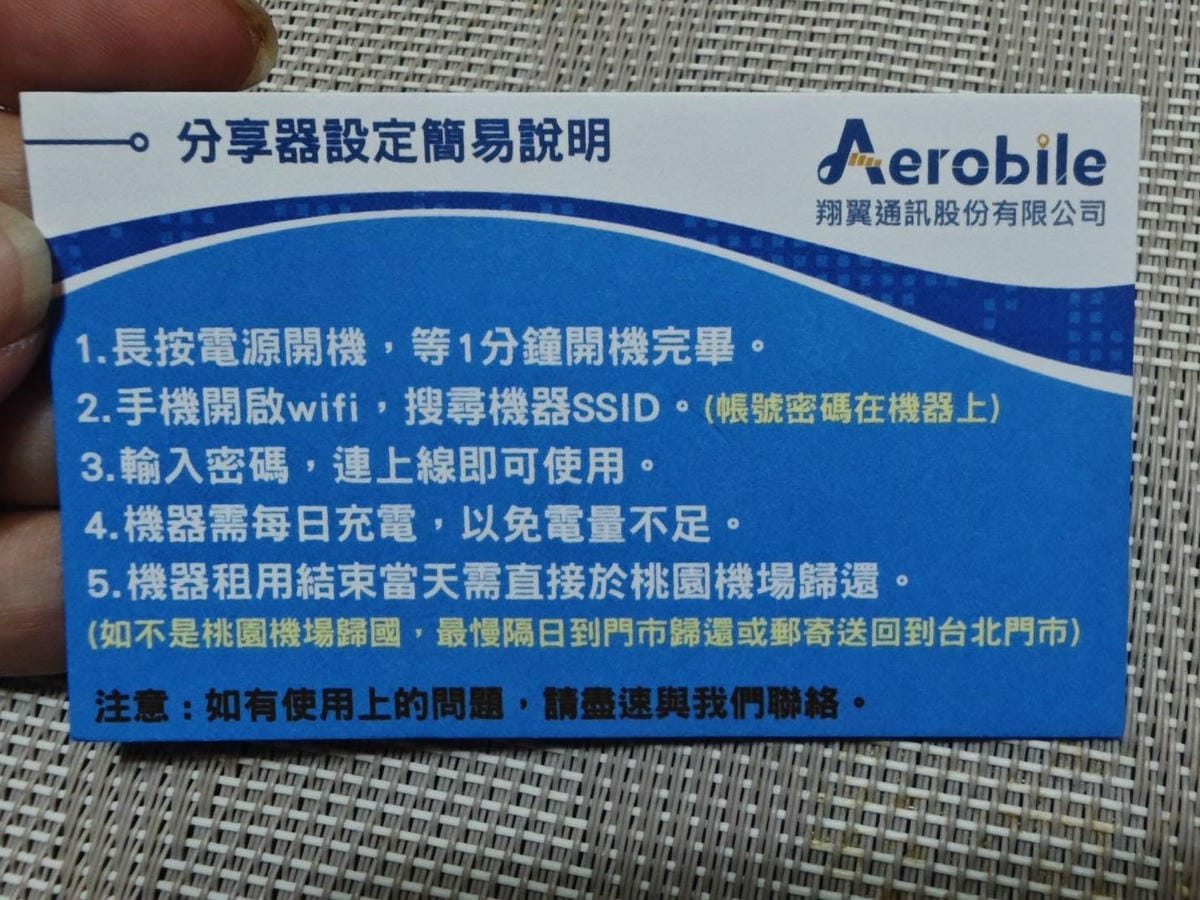 分享器設定簡易說明
Aerobile
翔翼通訊股份有限公司
1.長按電源開機，等1分鐘開機完畢。
2.手機開啟wifi，搜尋機器SSID。(帳號密碼在機器上)
3.輸入密碼，連上線即可使用。
4.機器需每日充電，以免電量不足。
5.機器租用結束當天需直接於桃園機場歸還。
(如不是桃園機場歸國，最慢隔日到門市歸還或郵寄送回到台北門市)
注意：如有使用上的問題，請盡速與我們聯絡。